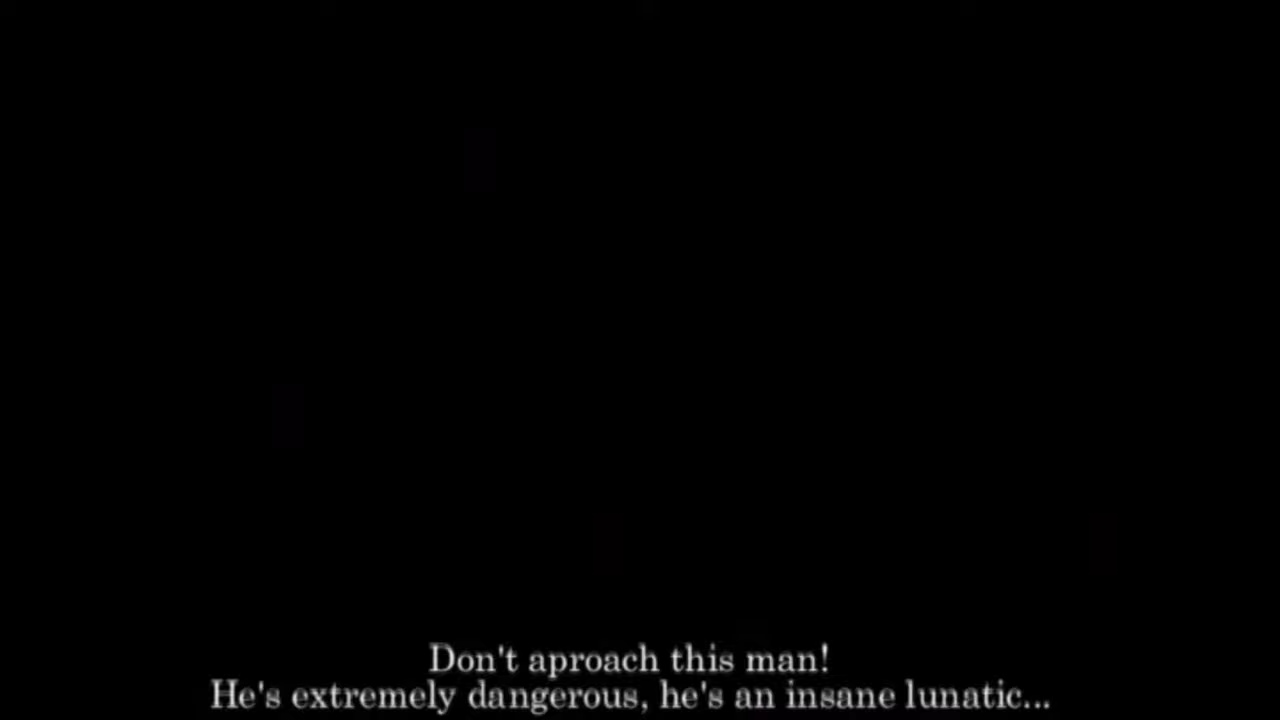 Don't aproach this man!
He's extremely dangerous, he's an insane lunatic...